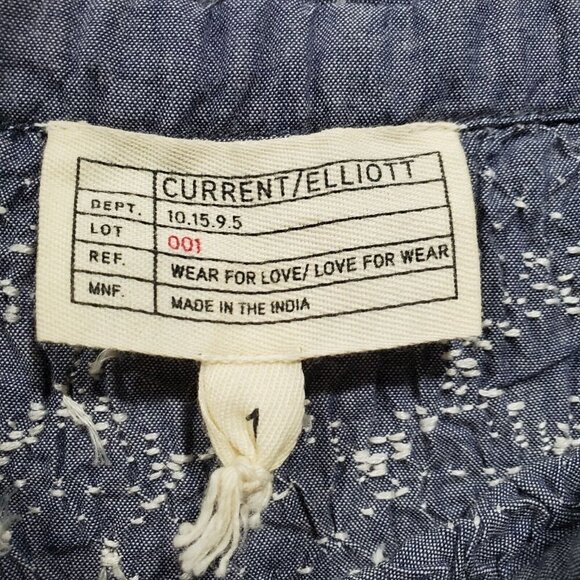 CURRENT/ELLIOTT
DEPT. 10.15.9.5
LOT 001
REF. WEAR FOR LOVE/ LOVE FOR WEAR
MNF. MADE IN THE INDIA
1